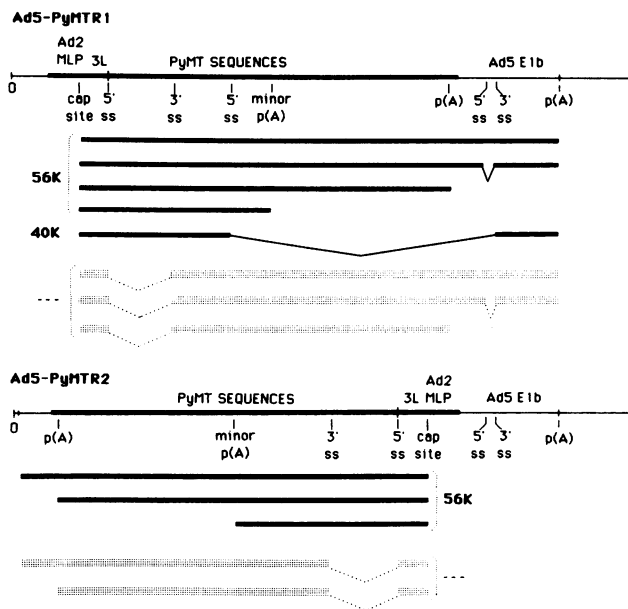 Ad5-PyMTR1
Ad2
MLP 3L
PyMT SEQUENCES
Ad5 E1b
0
cap site
5' ss
3' ss
5' ss
minor p(A)
p(A)
5' ss
3' ss
p(A)
56K
40K
---
Ad5-PyMTR2
PyMT SEQUENCES
Ad2
3L MLP
Ad5 E1b
0
p(A)
minor p(A)
3' ss
5' ss
cap site
5' ss
3' ss
p(A)
56K
---